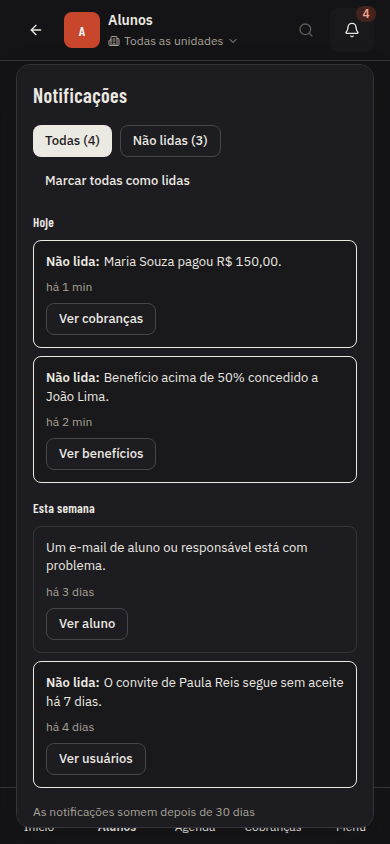 Alunos
A
Todas as unidades
4
Notificações
Todas (4)
Não lidas (3)
Marcar todas como lidas
Hoje
Não lida: Maria Souza pagou R$ 150,00.
há 1 min
Ver cobranças
Não lida: Benefício acima de 50% concedido a
João Lima.
há 2 min
Ver benefícios
Esta semana
Um e-mail de aluno ou responsável está com
problema.
há 3 dias
Ver aluno
Não lida: O convite de Paula Reis segue sem aceite
há 7 dias.
há 4 dias
Ver usuários
As notificações somem depois de 30 dias
Início Alunos Agenda Cobranças Menu